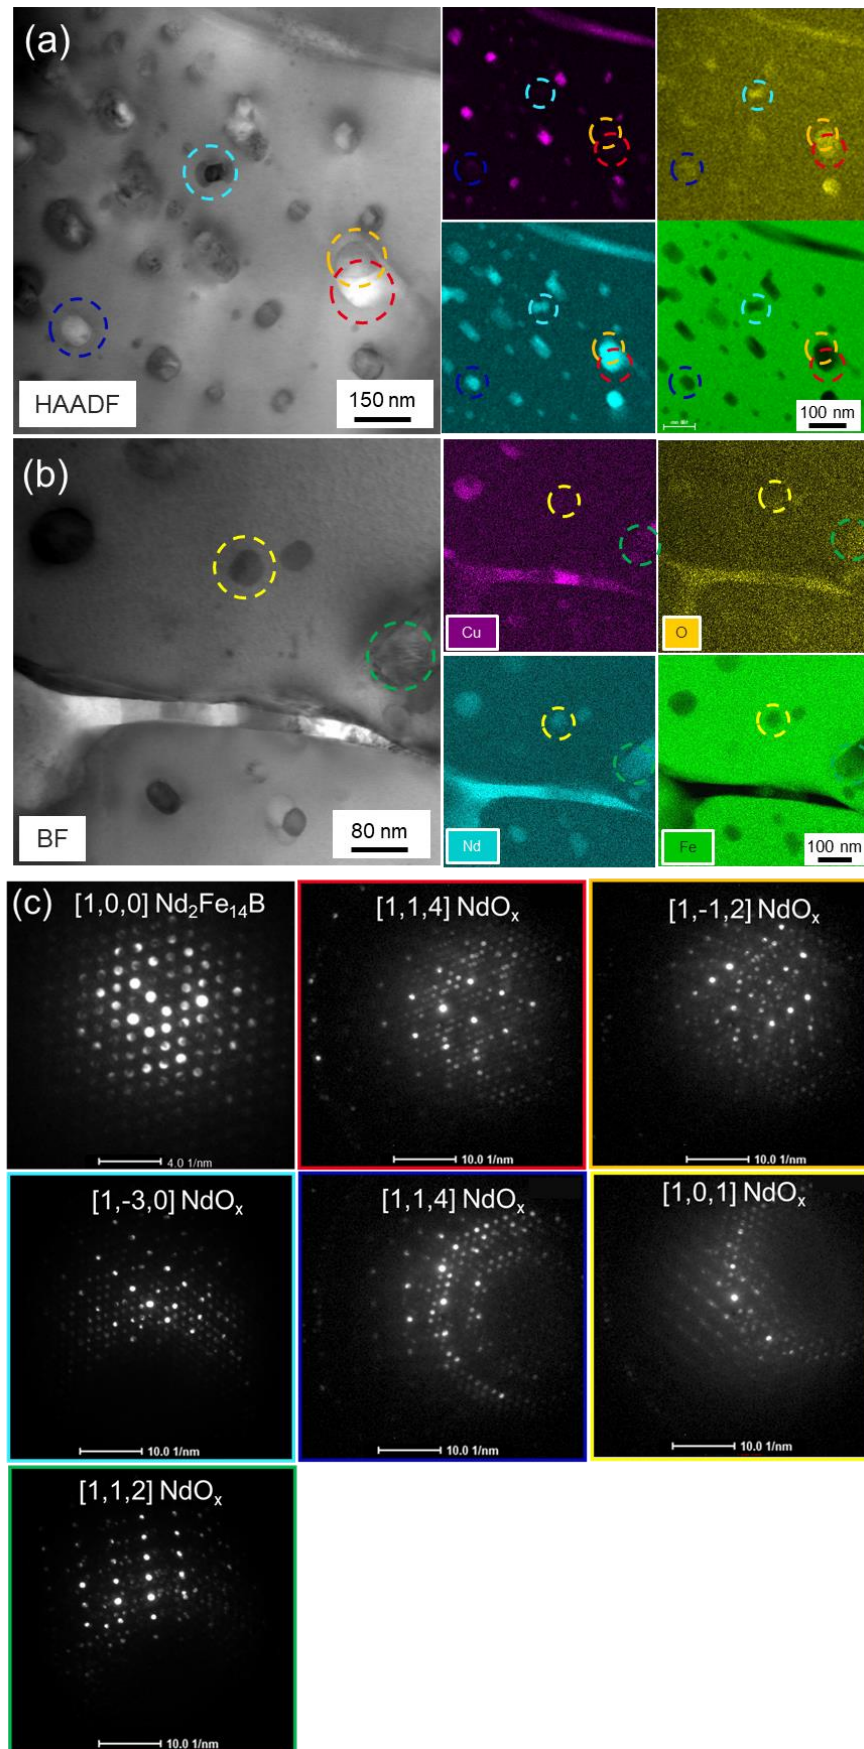 (a)
HAADF
150 nm
100 nm
(b)
BF
80 nm
Cu
O
Nd
Fe
100 nm
(c)
[1,0,0] Nd₂Fe₁₄B
4.0 1/nm
[1,1,4] NdOₓ
10.0 1/nm
[1,-1,2] NdOₓ
10.0 1/nm
[1,-3,0] NdOₓ
10.0 1/nm
[1,1,4] NdOₓ
10.0 1/nm
[1,0,1] NdOₓ
10.0 1/nm
[1,1,2] NdOₓ
10.0 1/nm